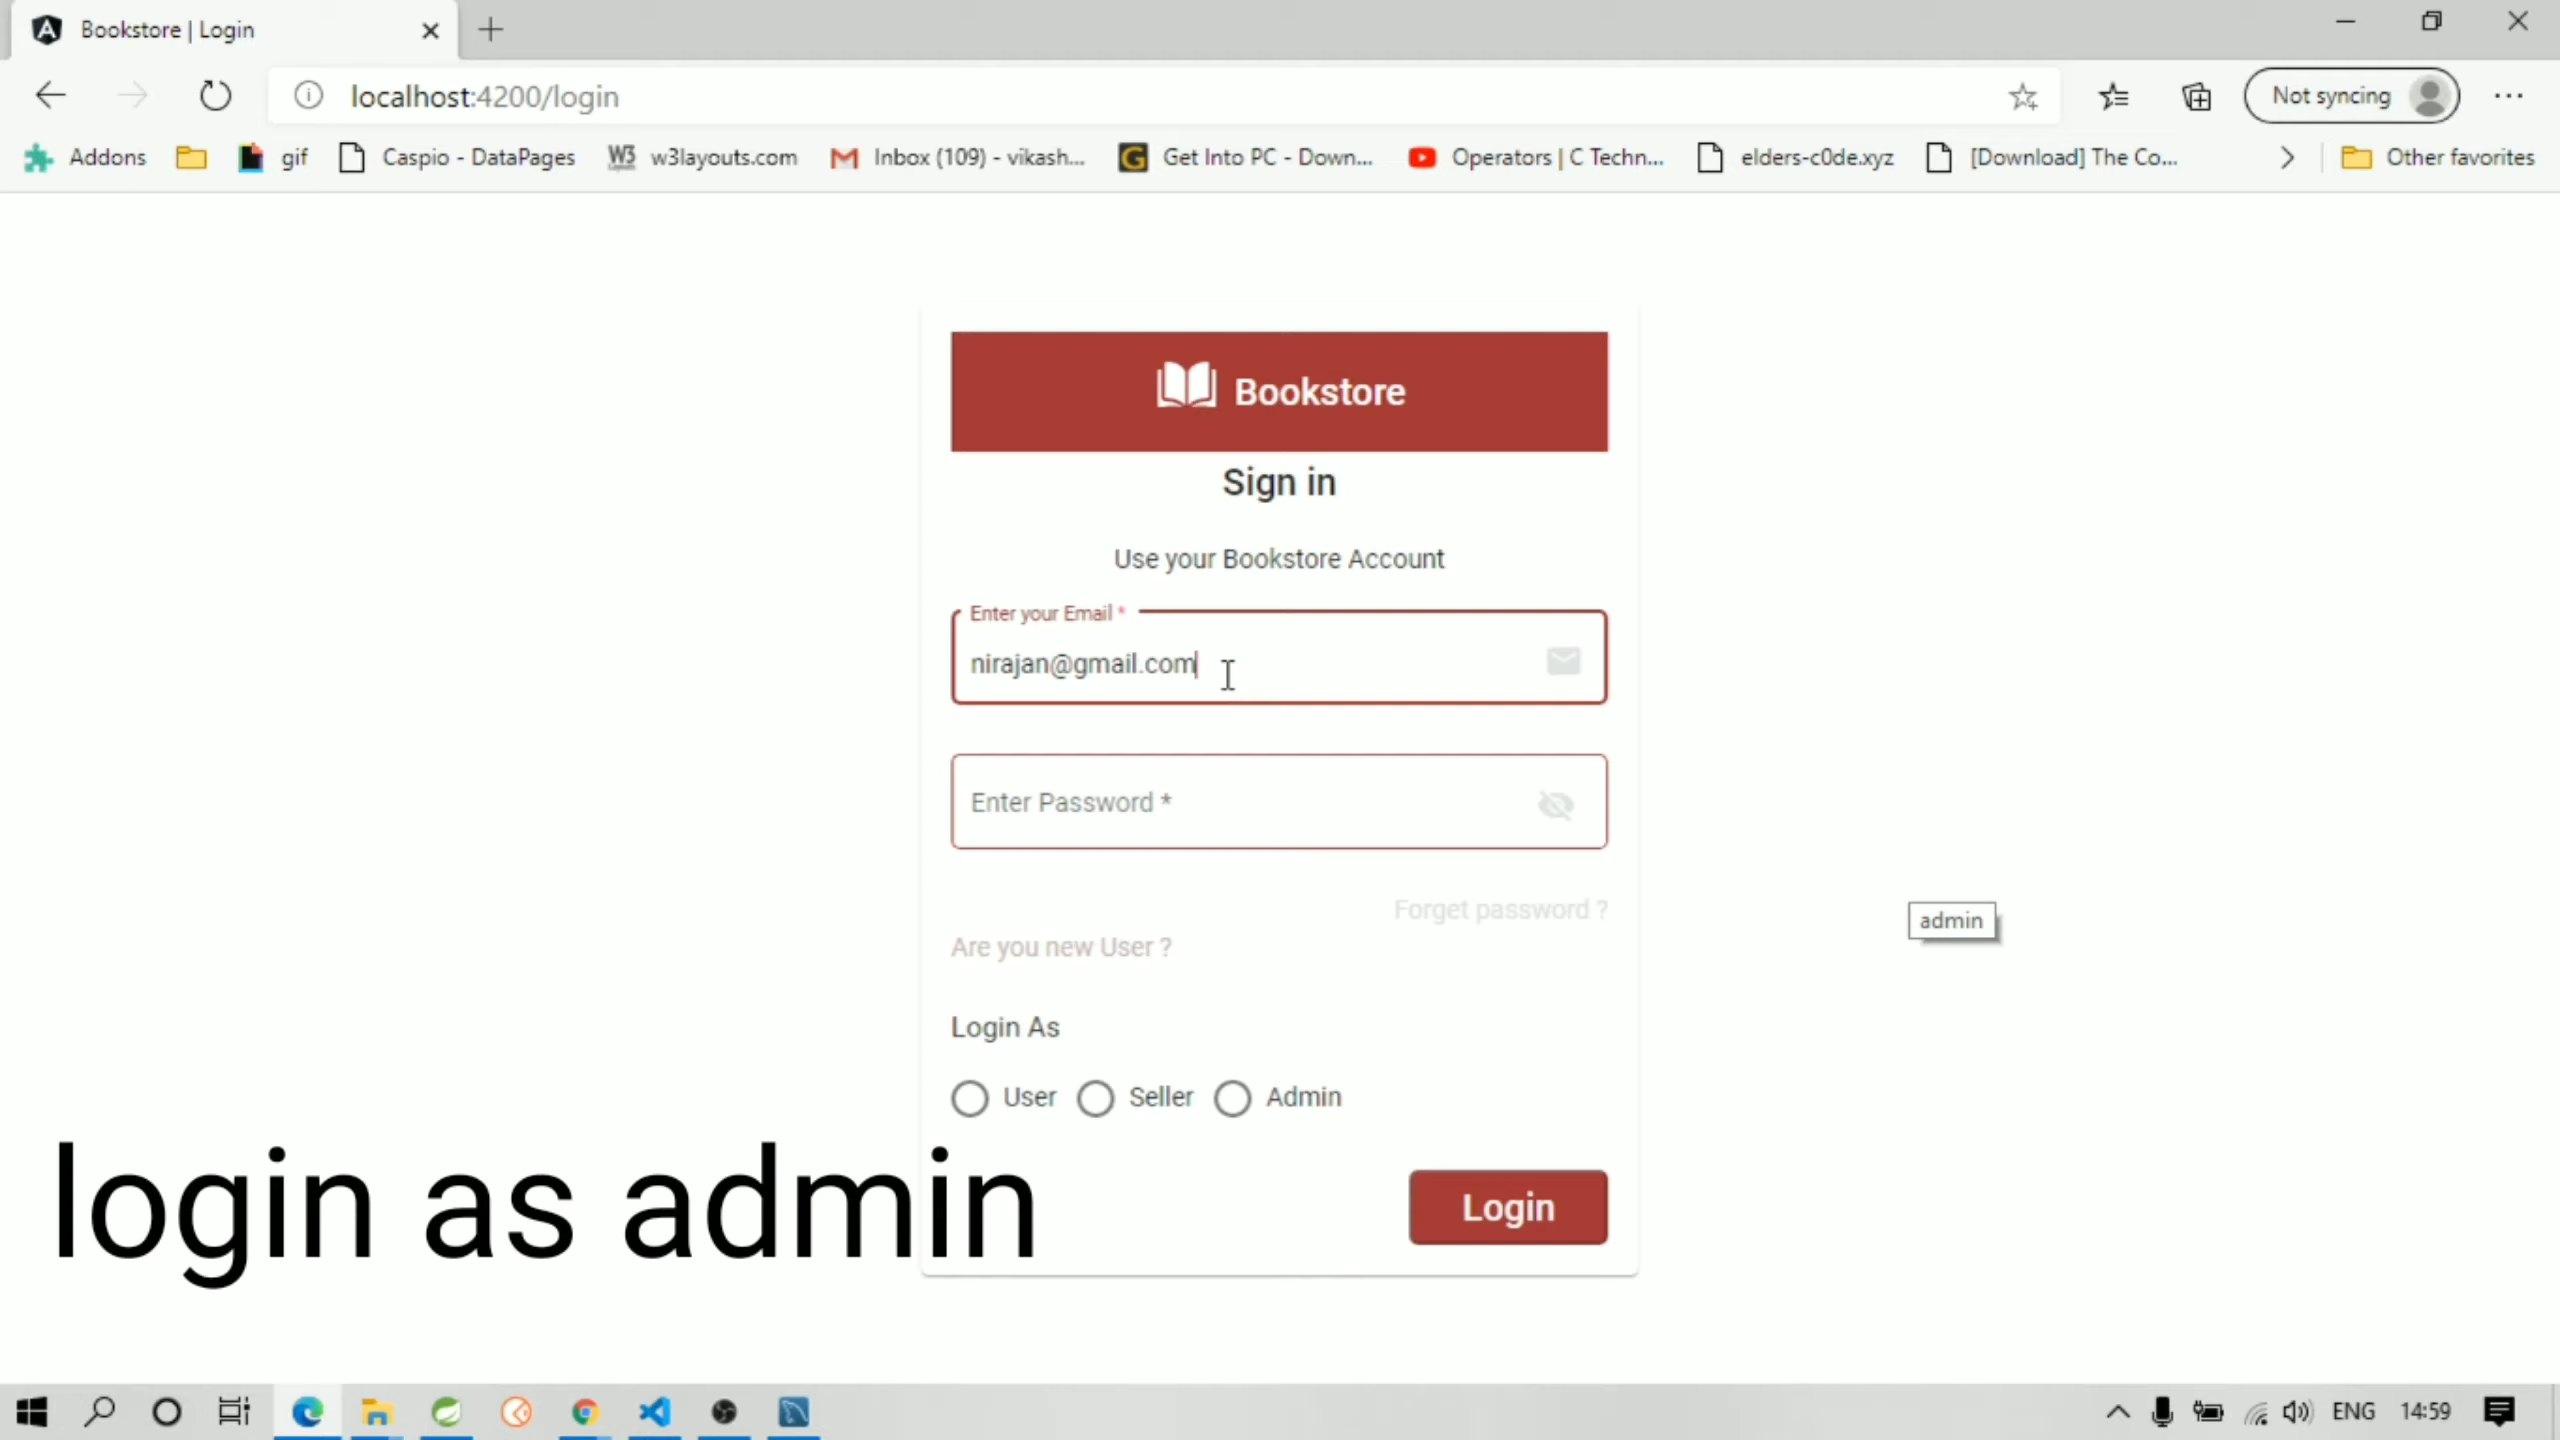 Bookstore | Login
localhost:4200/login
Not syncing
Addons
gif
Caspio - DataPages
W3 w3layouts.com
Inbox (109) - vikash...
Get Into PC - Down...
Operators | C Techn...
elders-c0de.xyz
[Download] The Co...
Other favorites
Bookstore
Sign in
Use your Bookstore Account
Enter your Email *
nirajan@gmail.com
Enter Password *
Forget password ?
admin
Are you new User ?
Login As
User Seller Admin
login as admin
Login
ENG 14:59